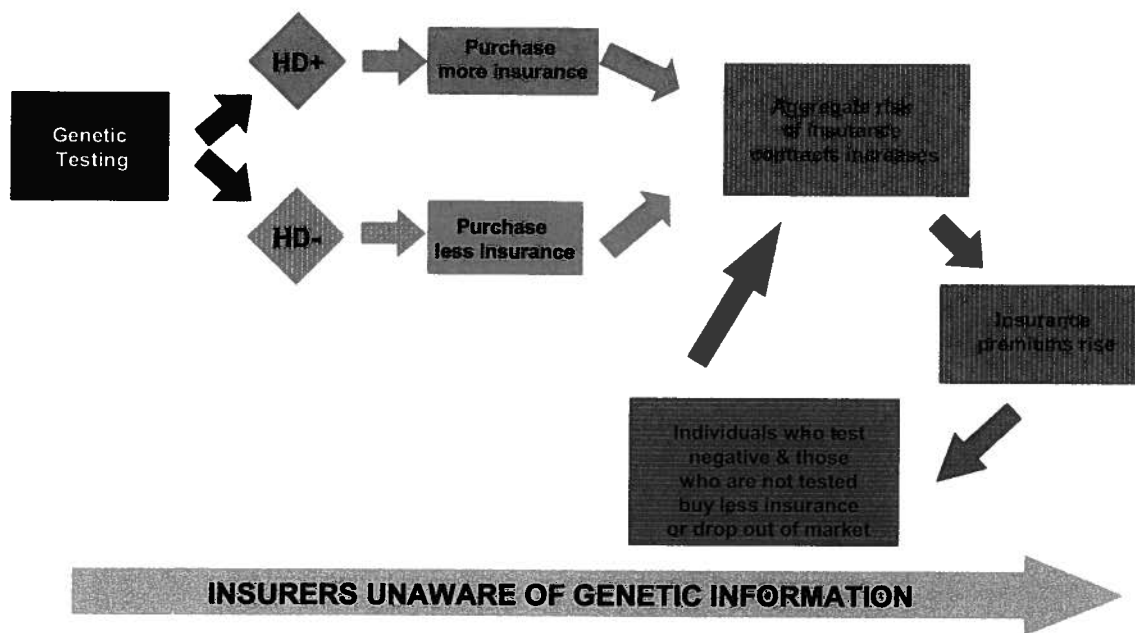 Genetic
Testing
HD+
Purchase
more insurance
HD-
Purchase
less insurance
Aggregate risk
of insurance
contracts increases
Insurance
premiums rise
Individuals who test
negative & those
who are not tested
buy less insurance
or drop out of market
INSURERS UNAWARE OF GENETIC INFORMATION